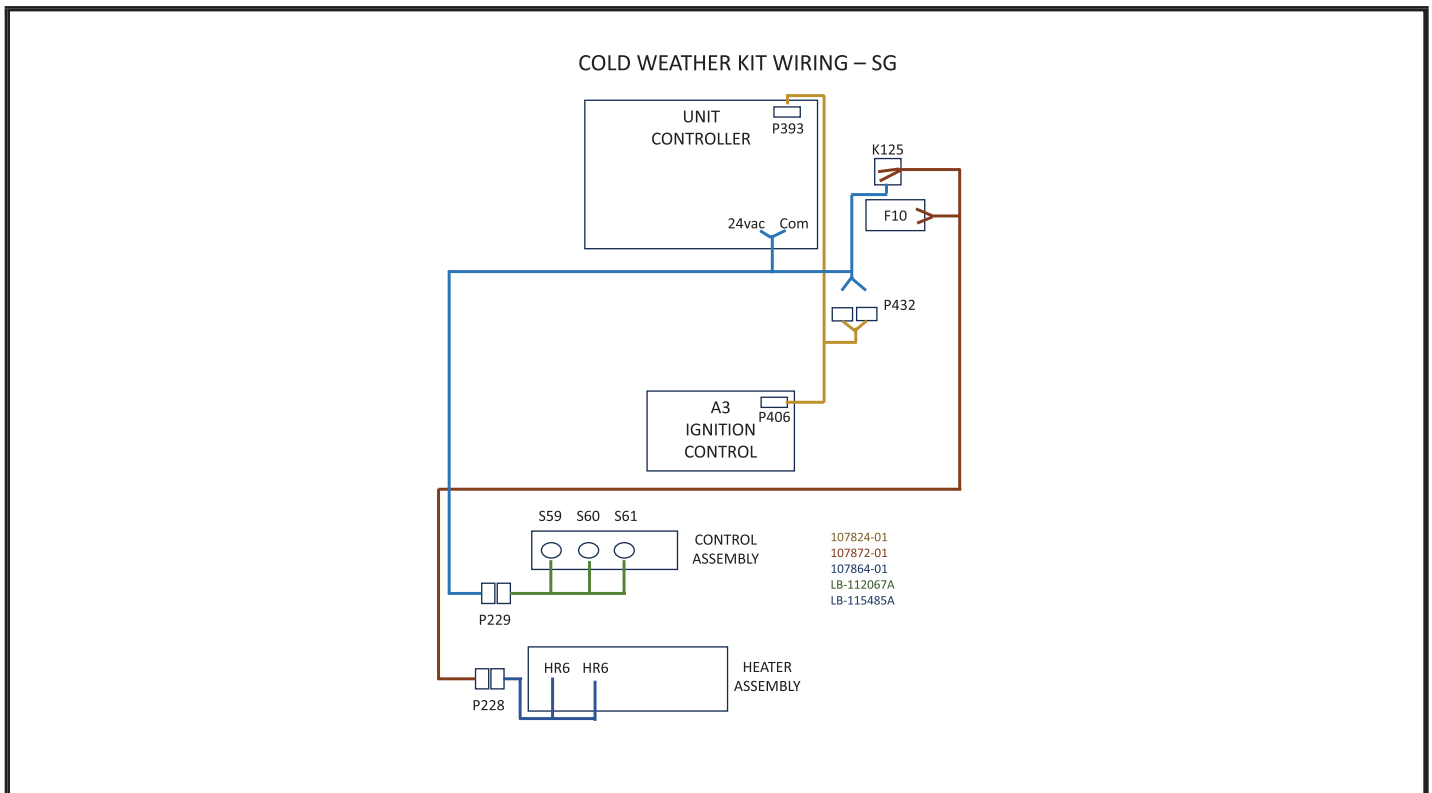 COLD WEATHER KIT WIRING – SG
UNIT
CONTROLLER
P393
K125
F10
24vac Com
P432
A3
IGNITION
CONTROL
P406
S59 S60 S61
CONTROL
ASSEMBLY
107824-01
107872-01
107864-01
LB-112067A
LB-115485A
P229
HR6 HR6
HEATER
ASSEMBLY
P228